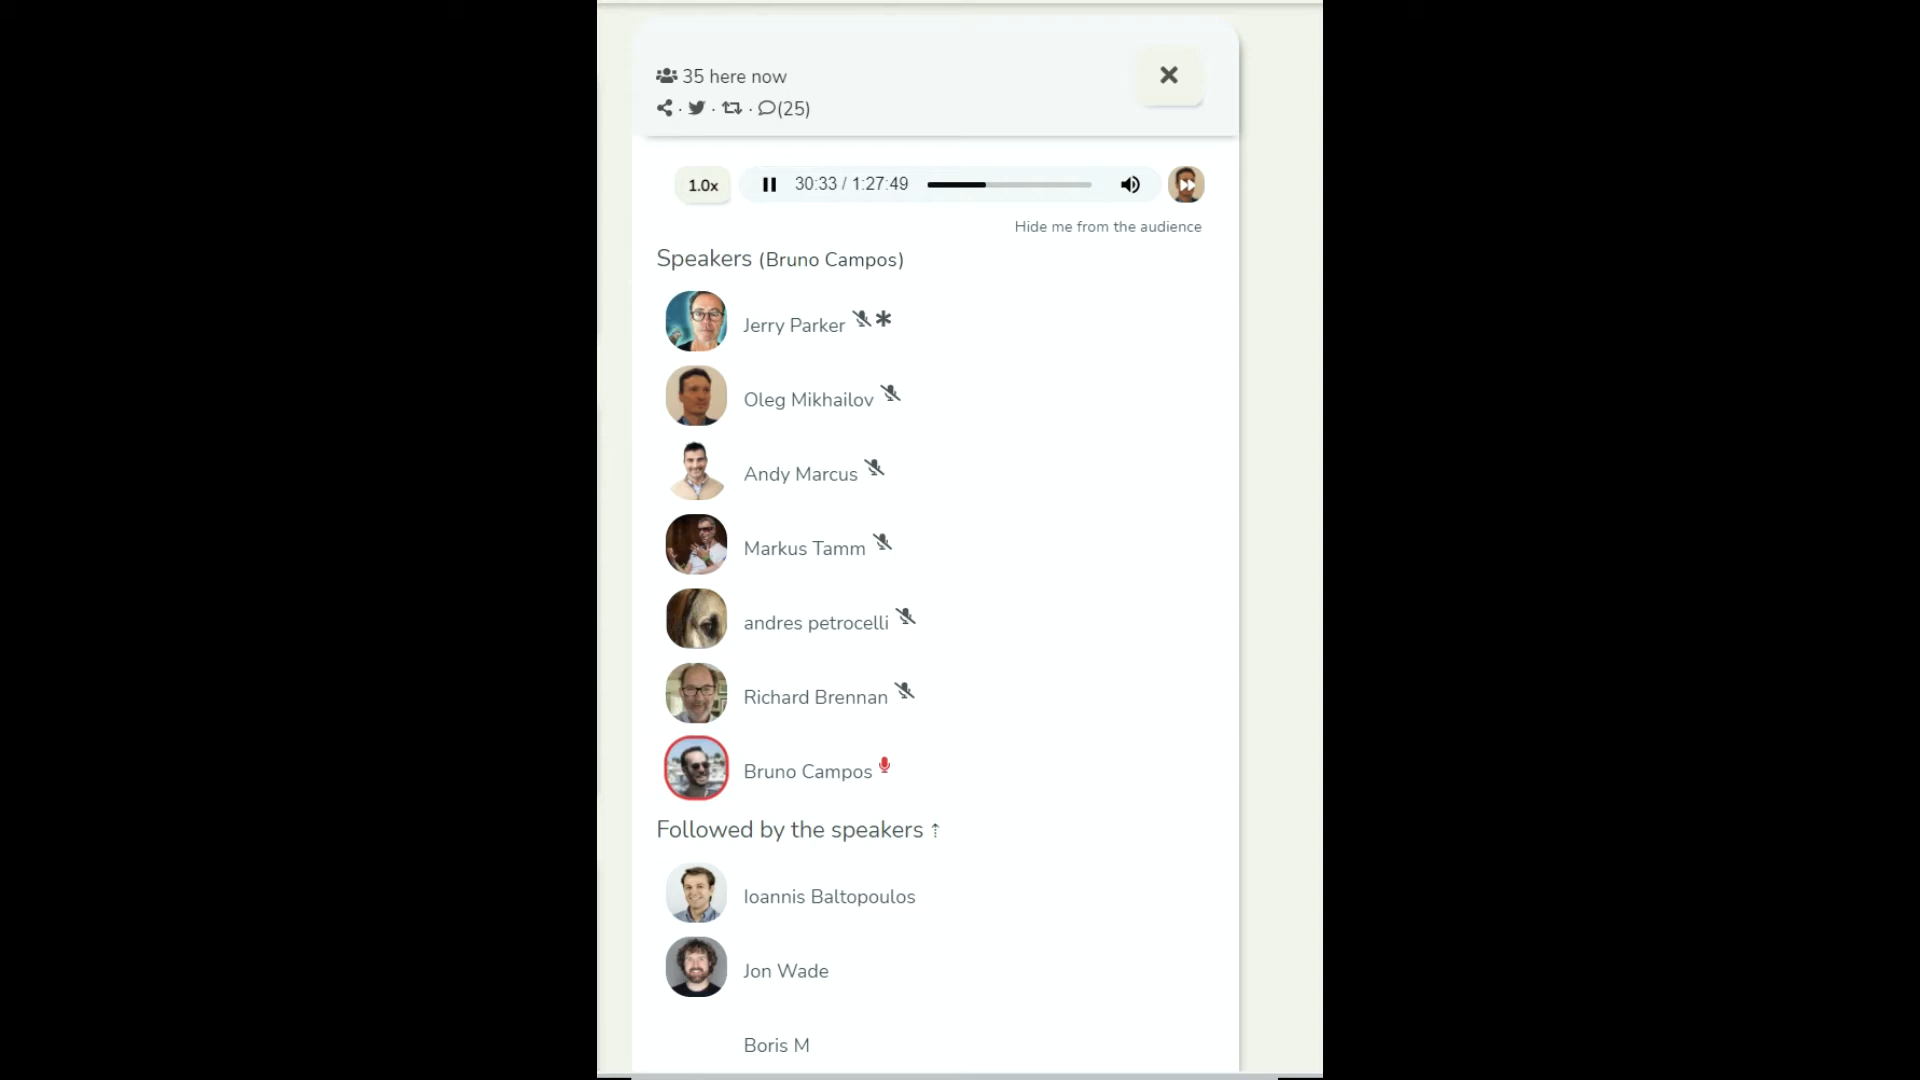 35 here now
· · · (25)
1.0x 30:33 / 1:27:49
Hide me from the audience
Speakers (Bruno Campos)
Jerry Parker
Oleg Mikhailov
Andy Marcus
Markus Tamm
andres petrocelli
Richard Brennan
Bruno Campos
Followed by the speakers ⇡
Ioannis Baltopoulos
Jon Wade
Boris M